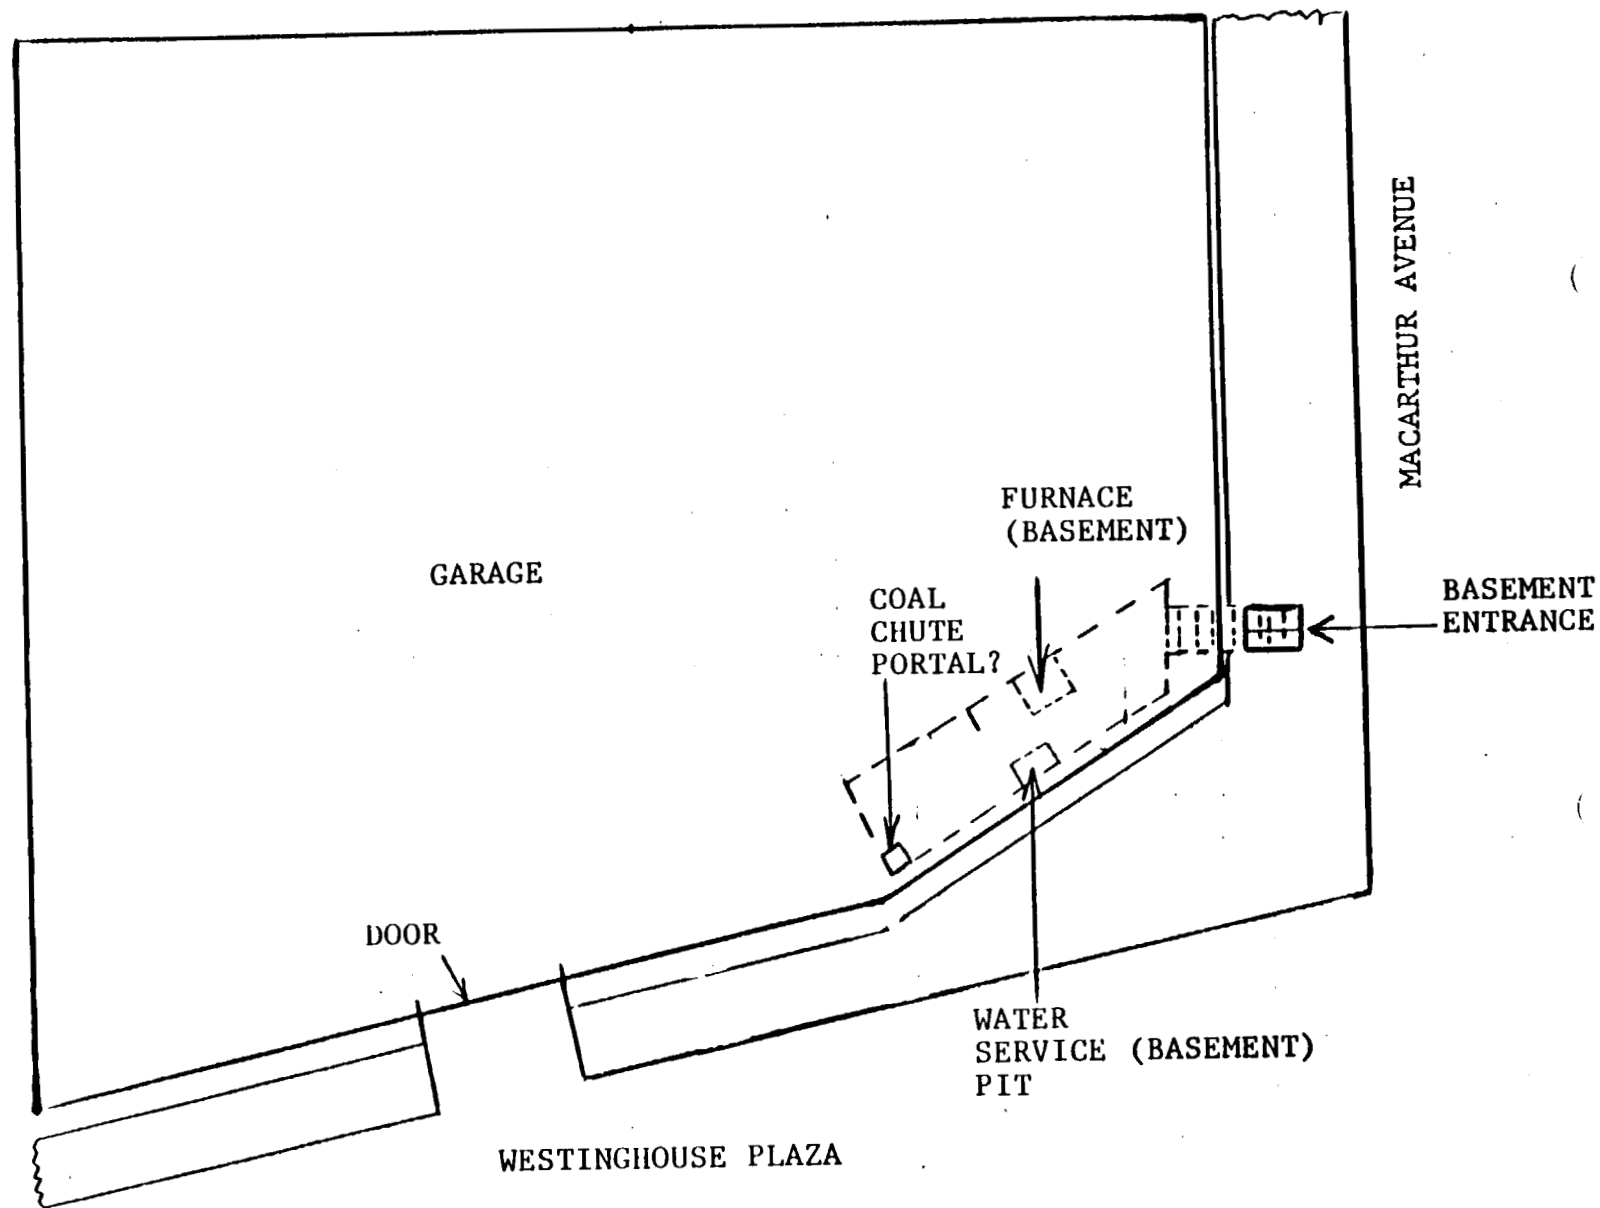 MACARTHUR AVENUE
FURNACE
(BASEMENT)
GARAGE
COAL
CHUTE
PORTAL?
BASEMENT
ENTRANCE
DOOR
WATER
SERVICE (BASEMENT)
PIT
WESTINGHOUSE PLAZA